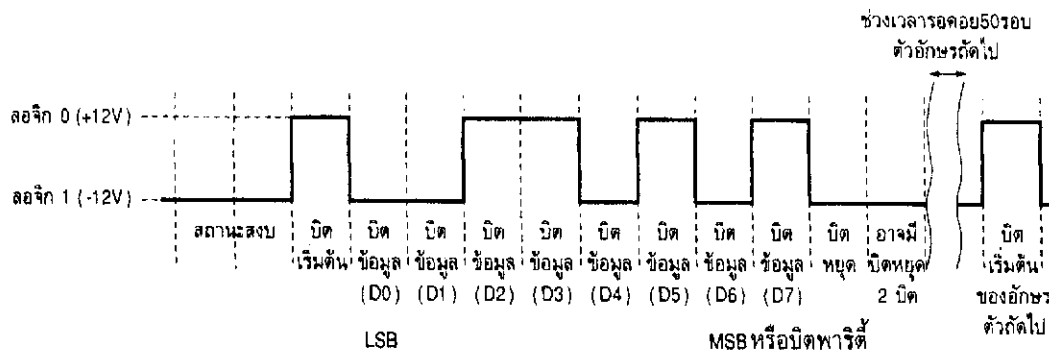 ช่วงเวลารอคอย50รอบ
ตัวอักษรถัดไป
ลอจิก 0 (+12V)
ลอจิก 1 (-12V)
สถานะสงบ
บิต
เริ่มต้น
บิต
ข้อมูล
(D0)
บิต
ข้อมูล
(D1)
บิต
ข้อมูล
(D2)
บิต
ข้อมูล
(D3)
บิต
ข้อมูล
(D4)
บิต
ข้อมูล
(D5)
บิต
ข้อมูล
(D6)
บิต
ข้อมูล
(D7)
บิต
หยุด
อาจมี
บิตหยุด
2 บิต
บิต
เริ่มต้น
ของอักษร
ตัวถัดไป
LSB
MSBหรือบิตพาริตี้